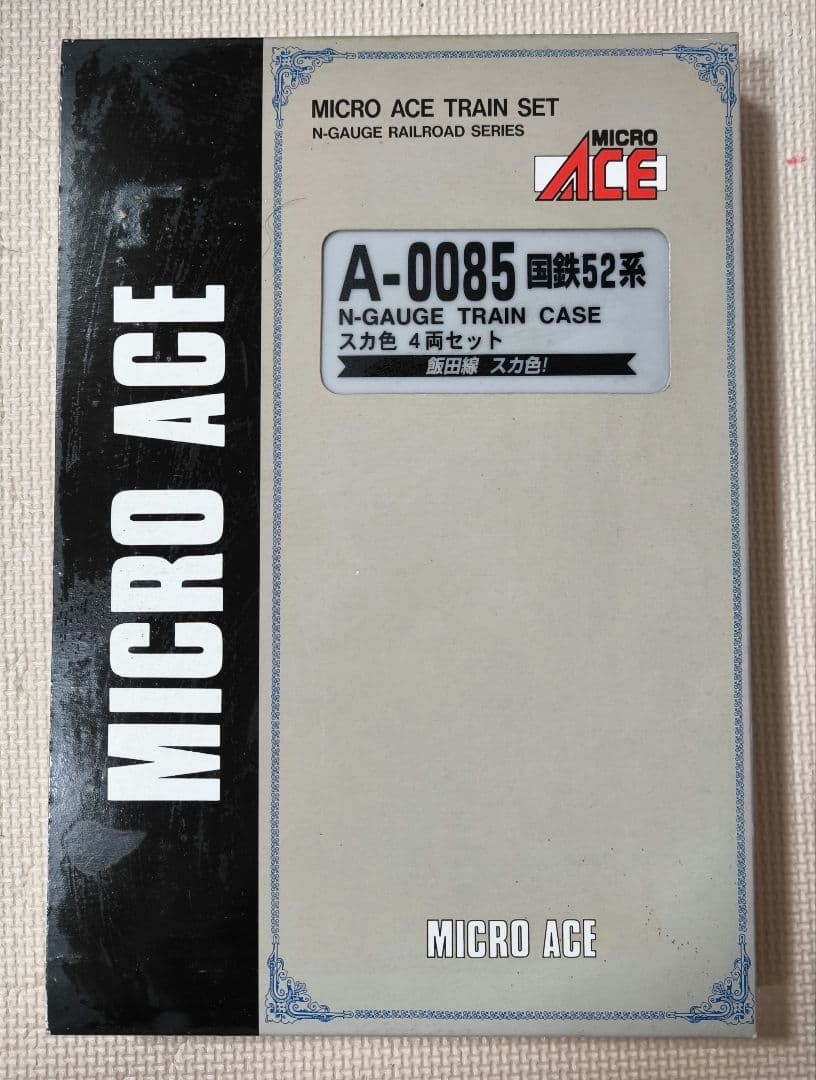 MICRO ACE
MICRO ACE TRAIN SET
N-GAUGE RAILROAD SERIES
MICRO
ACE
A-0085 国鉄52系
N-GAUGE TRAIN CASE
スカ色 4両セット
飯田線 スカ色!
MICRO ACE